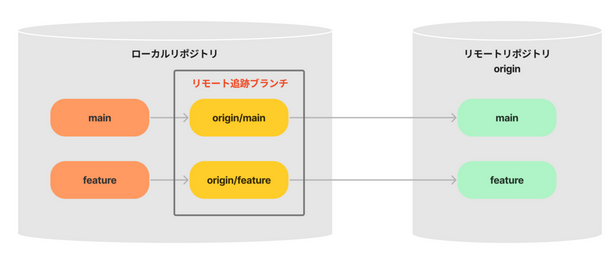 ローカルリポジトリ
リモートリポジトリ
origin
リモート追跡ブランチ
main
origin/main
main
feature
origin/feature
feature